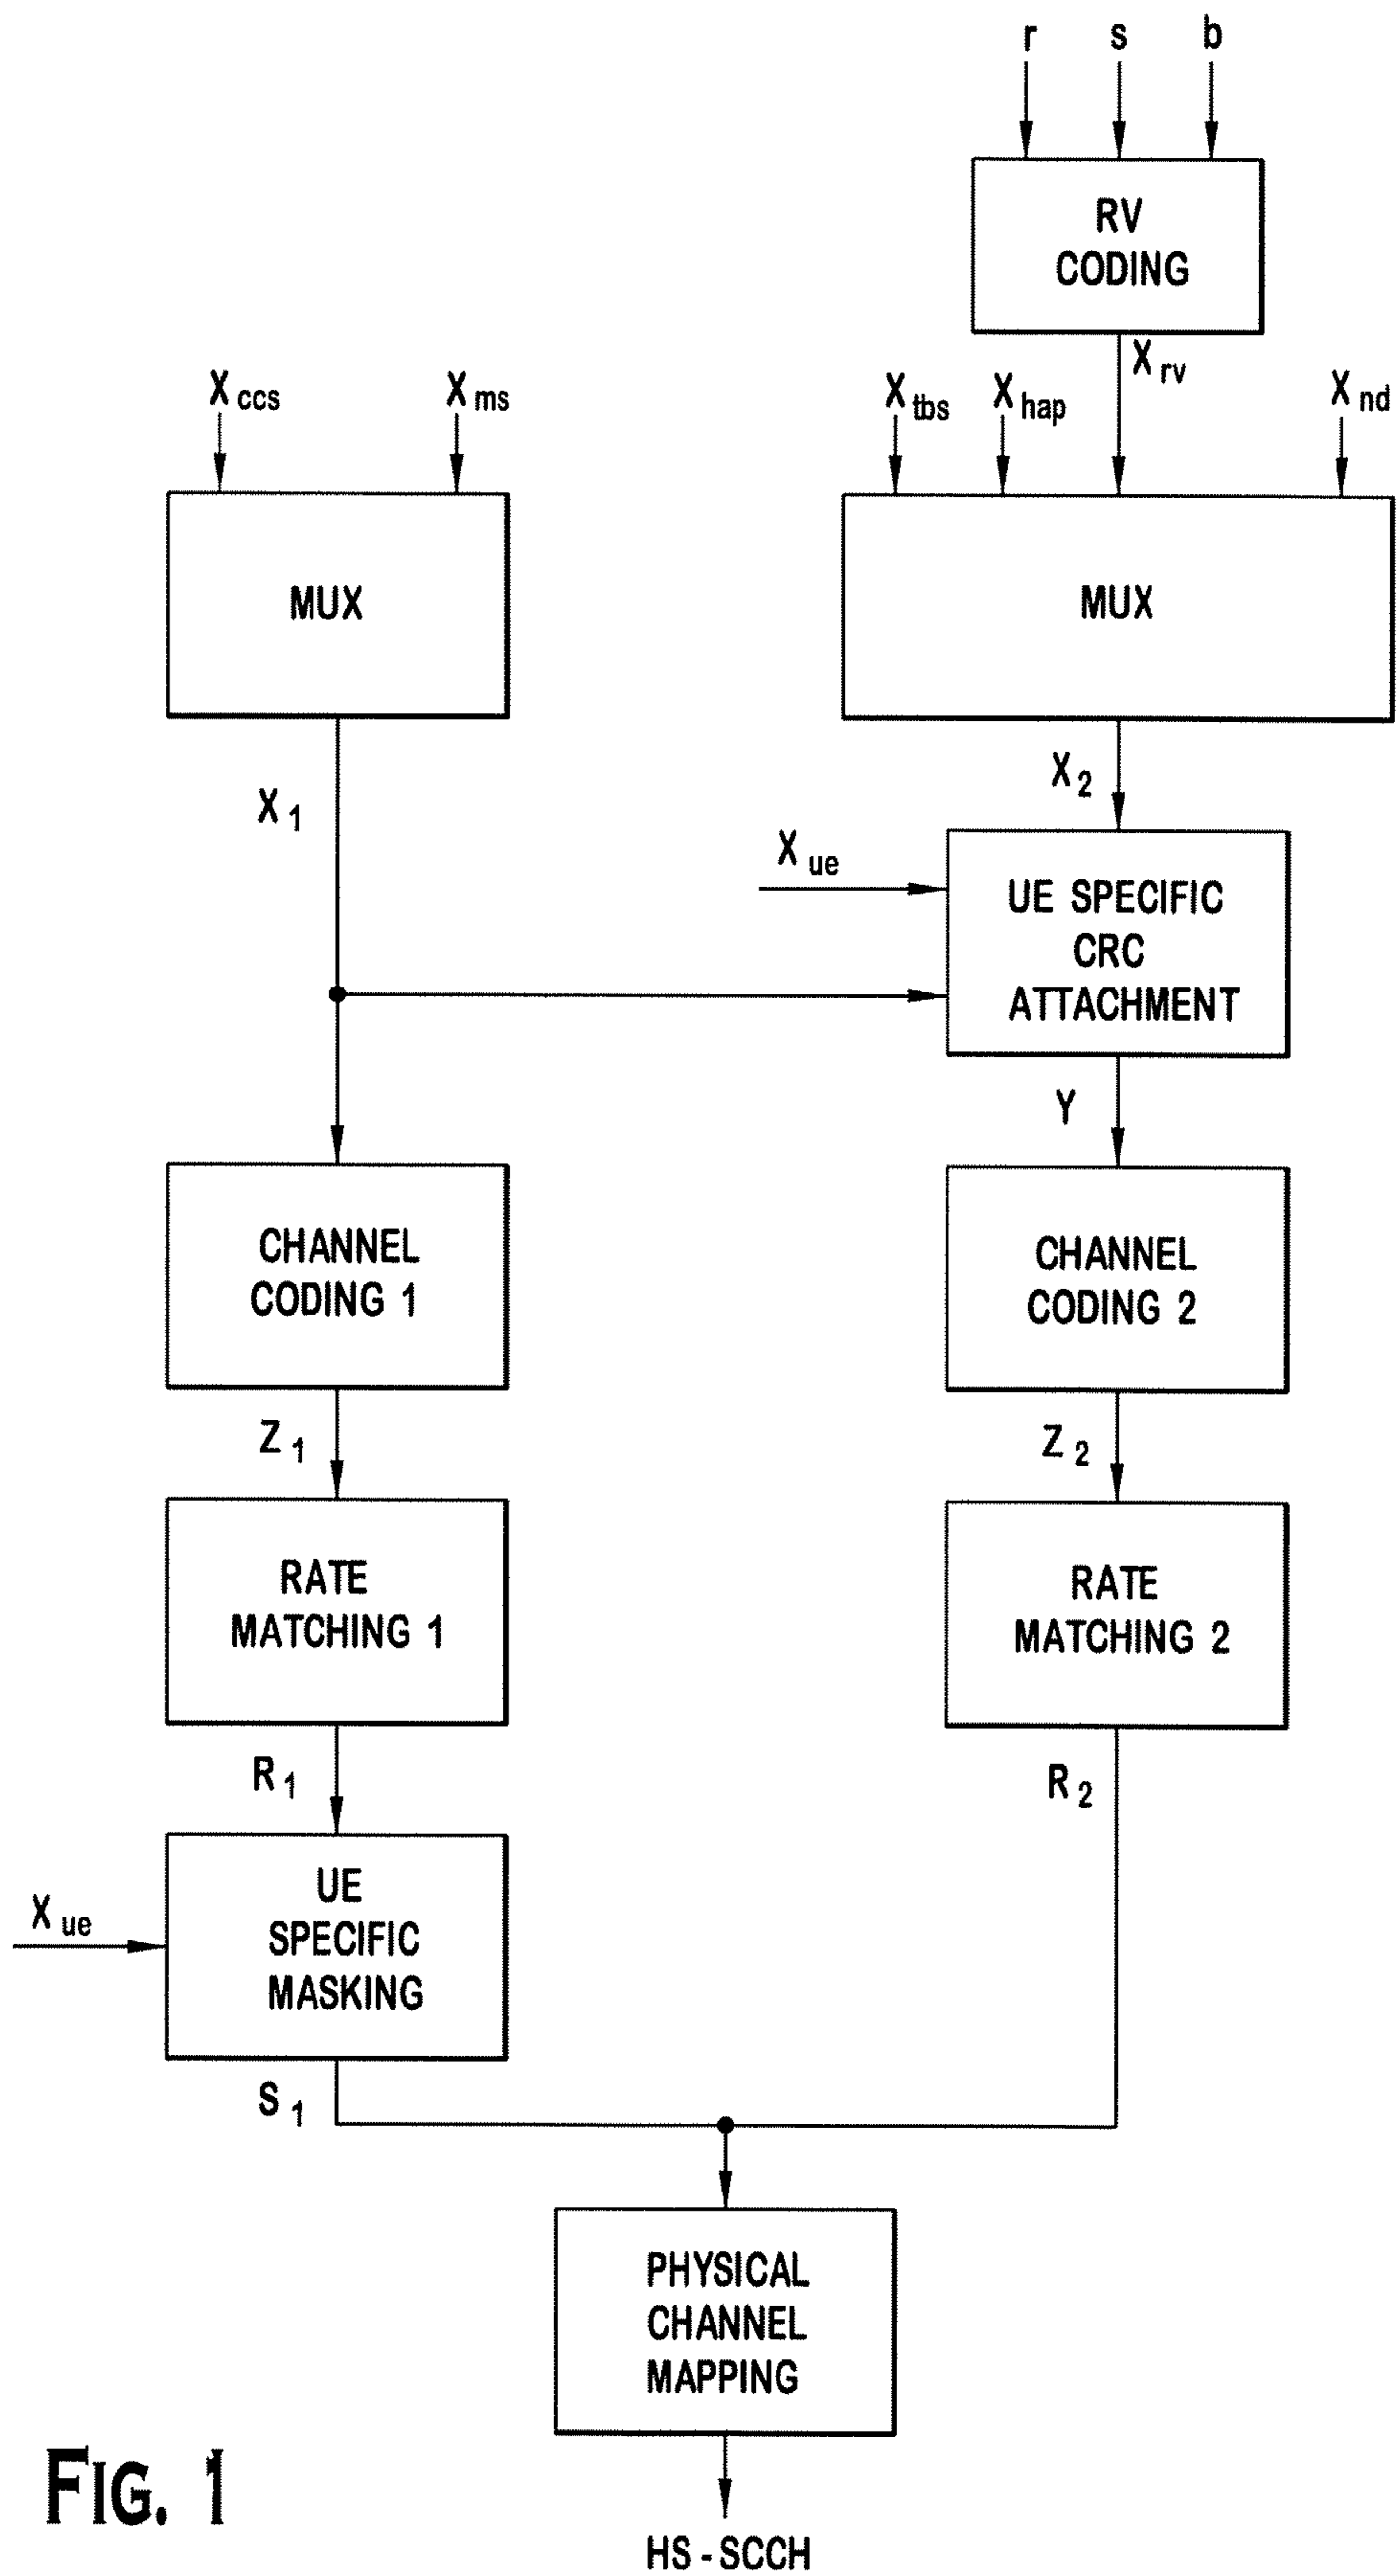 r s b
RV
CODING
X rv
X ccs X ms
X tbs X hap X nd
MUX
MUX
X 1
X 2
X ue
UE SPECIFIC
CRC
ATTACHMENT
Y
CHANNEL
CODING 1
CHANNEL
CODING 2
Z 1
Z 2
RATE
MATCHING 1
RATE
MATCHING 2
R 1
R 2
X ue
UE
SPECIFIC
MASKING
S 1
PHYSICAL
CHANNEL
MAPPING
FIG. 1
HS - SCCH